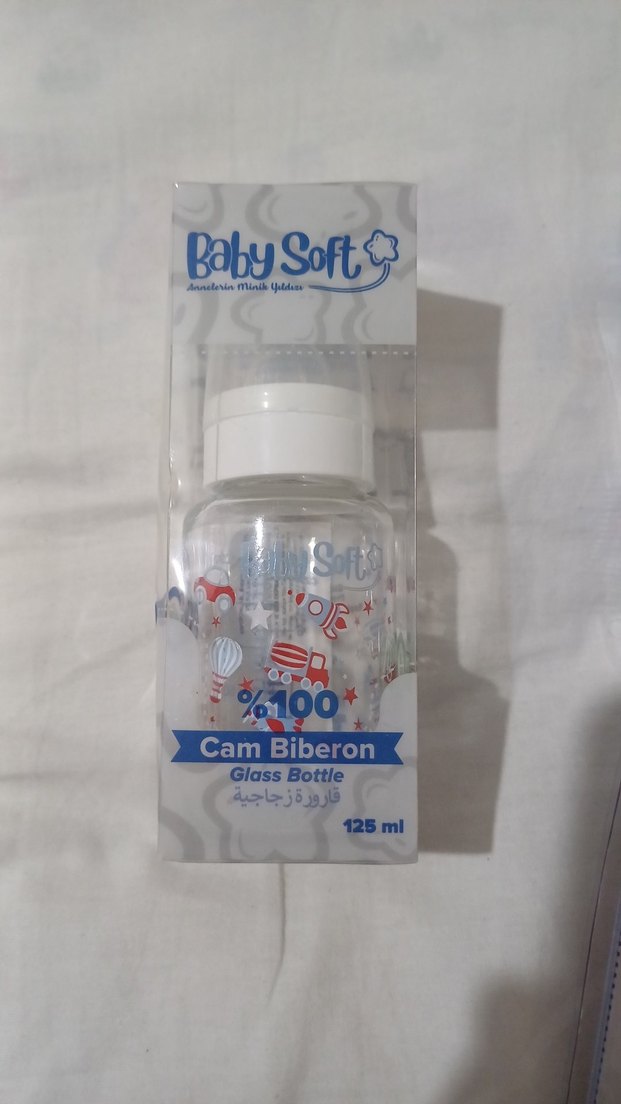 Baby Soft
Annelerin Minik Yıldızı
Baby Soft
%100
Cam Biberon
Glass Bottle
قارورة زجاجية
125 ml